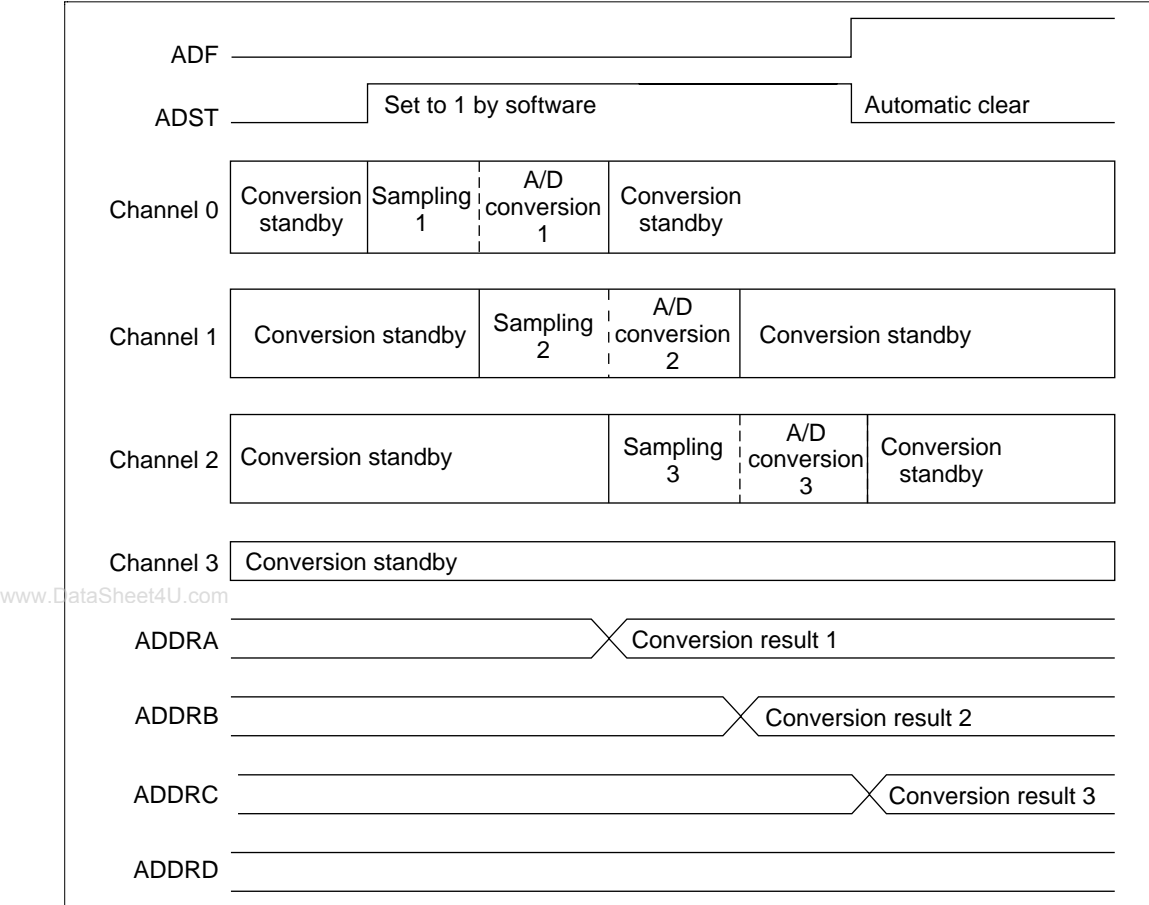 ADF
ADST
Set to 1 by software
Automatic clear
Channel 0
Conversion
standby
Sampling
1
A/D
conversion
1
Conversion
standby
Channel 1
Conversion standby
Sampling
2
A/D
conversion
2
Conversion standby
Channel 2
Conversion standby
Sampling
3
A/D
conversion
3
Conversion
standby
Channel 3
Conversion standby
www.DataSheet4U.com
ADDRA
Conversion result 1
ADDRB
Conversion result 2
ADDRC
Conversion result 3
ADDRD